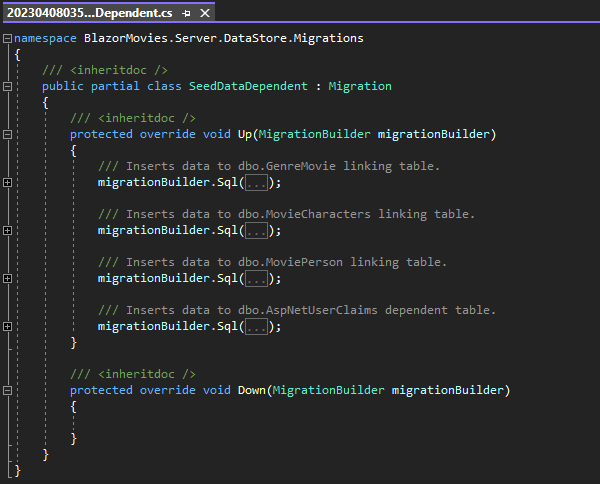 20230408035...Dependent.cs
namespace BlazorMovies.Server.DataStore.Migrations
{
/// <inheritdoc />
public partial class SeedDataDependent : Migration
{
/// <inheritdoc />
protected override void Up(MigrationBuilder migrationBuilder)
{
/// Inserts data to dbo.GenreMovie linking table.
migrationBuilder.Sql(...);
/// Inserts data to dbo.MovieCharacters linking table.
migrationBuilder.Sql(...);
/// Inserts data to dbo.MoviePerson linking table.
migrationBuilder.Sql(...);
/// Inserts data to dbo.AspNetUserClaims dependent table.
migrationBuilder.Sql(...);
}
/// <inheritdoc />
protected override void Down(MigrationBuilder migrationBuilder)
{
}
}
}